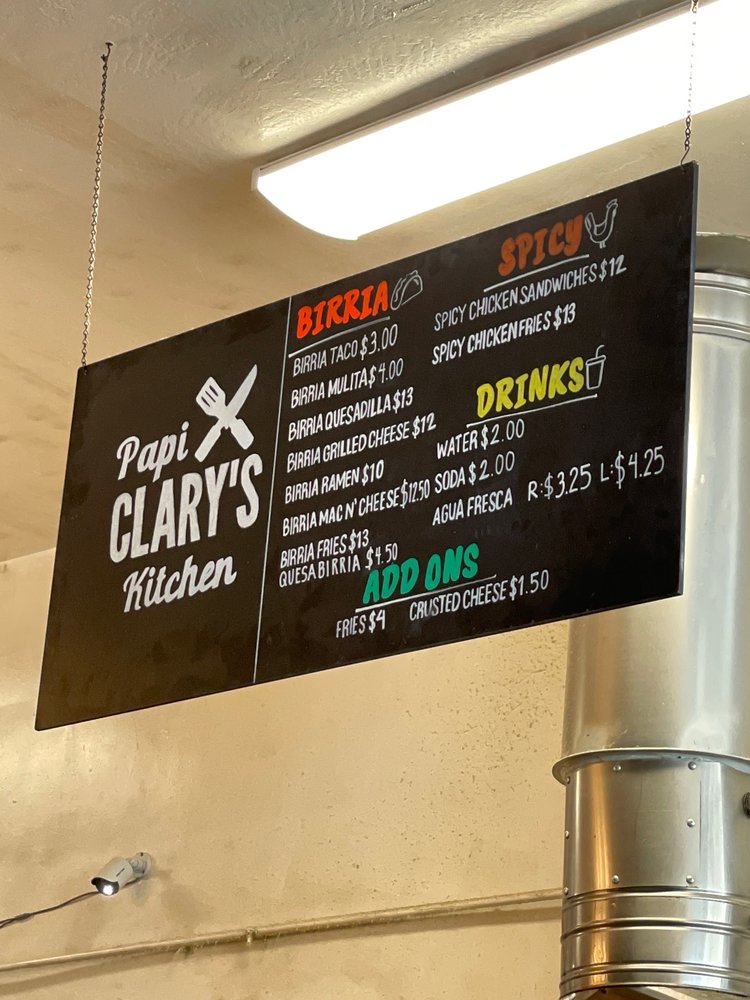 Papi
CLARY'S
Kitchen
BIRRIA
BIRRIA TACO $3.00
BIRRIA MULITA $4.00
BIRRIA QUESADILLA $13
BIRRIA GRILLED CHEESE $12
BIRRIA RAMEN $10
BIRRIA MAC N' CHEESE $12.50
BIRRIA FRIES $13
QUESABIRRIA $4.50
SPICY
SPICY CHICKEN SANDWICHES $12
SPICY CHICKEN FRIES $13
DRINKS
WATER $2.00
SODA $2.00
AGUA FRESCA R:$3.25 L:$4.25
ADD ONS
FRIES $4 CRUSTED CHEESE $1.50